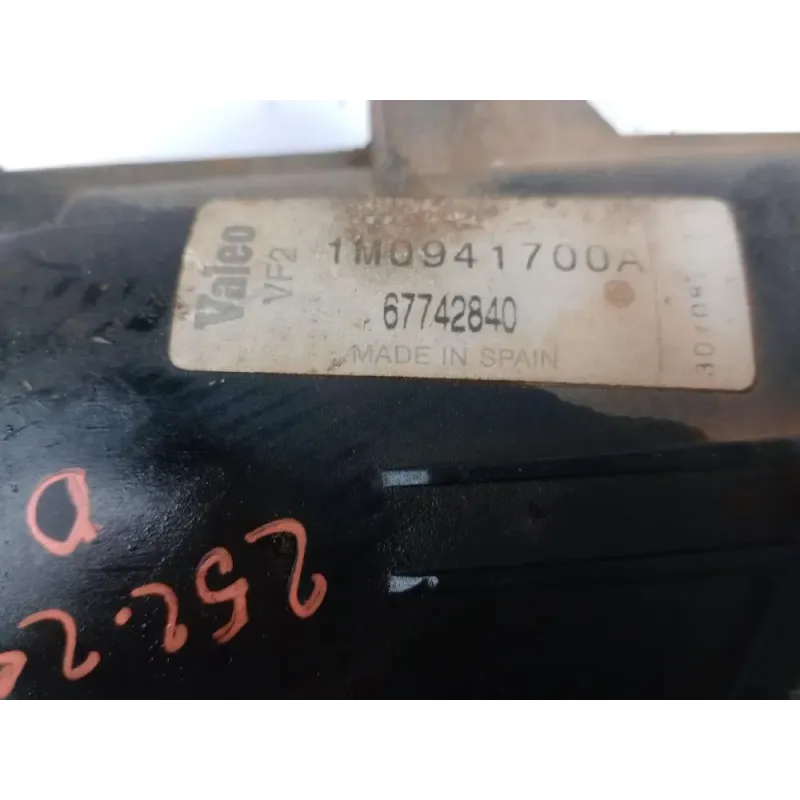 Valeo
VF2
1M0941700A
67742840
MADE IN SPAIN
D
252.2